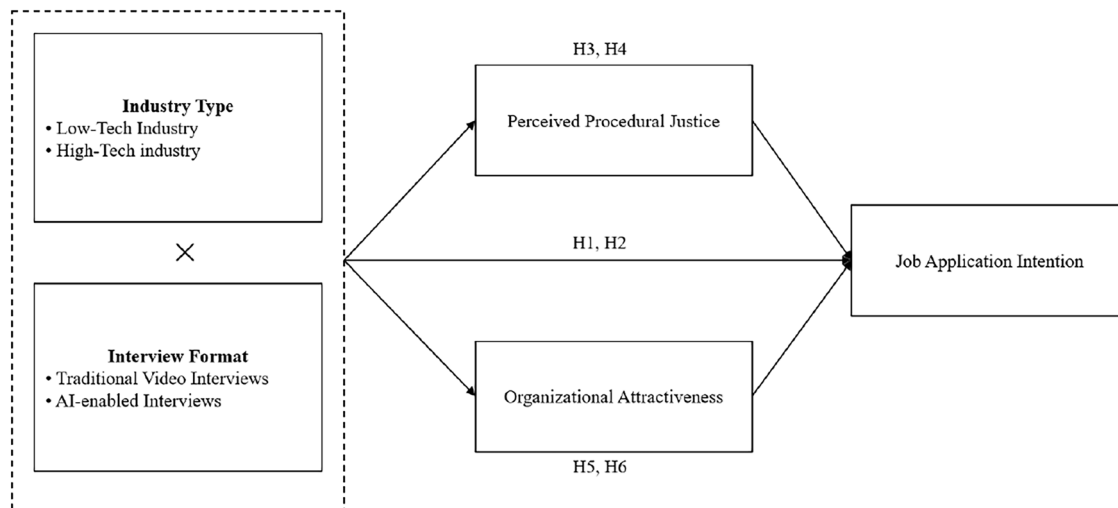 Industry Type
• Low-Tech Industry
• High-Tech industry
×
Interview Format
• Traditional Video Interviews
• AI-enabled Interviews
H3, H4
Perceived Procedural Justice
H1, H2
Organizational Attractiveness
H5, H6
Job Application Intention